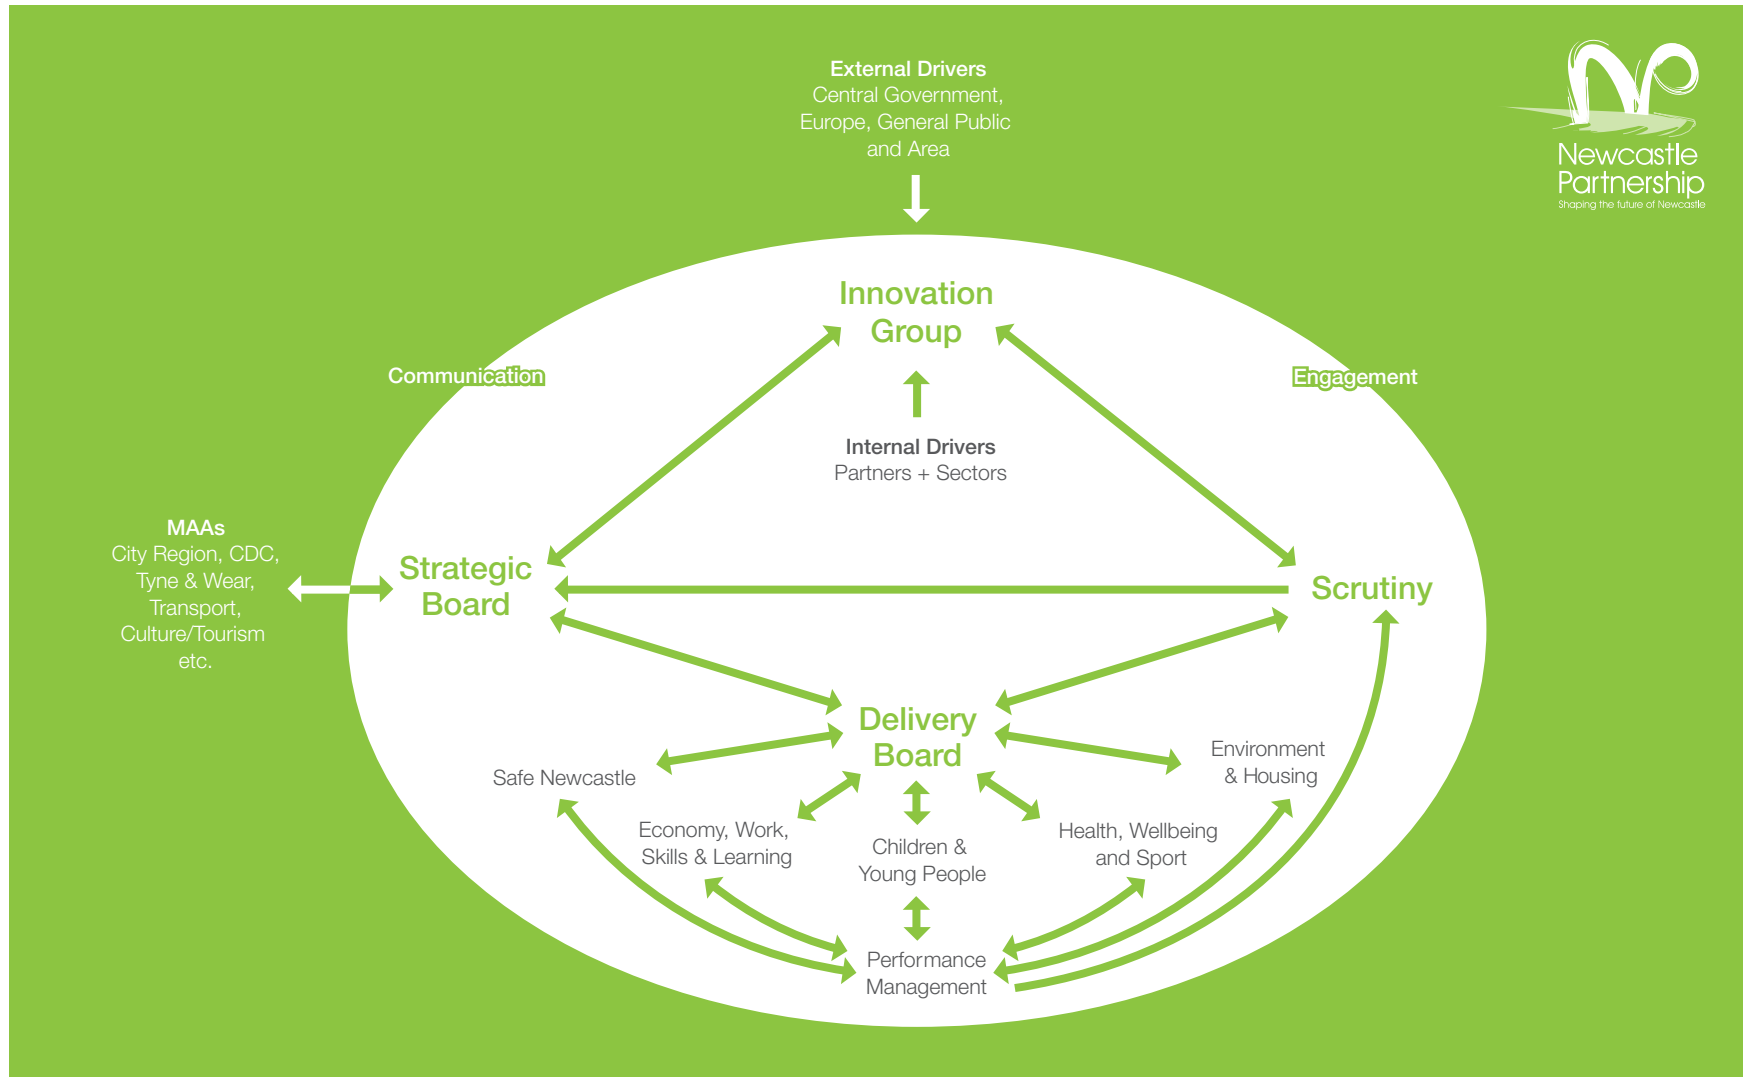 External Drivers
Central Government,
Europe, General Public
and Area
Newcastle
Partnership
Shaping the future of Newcastle
Innovation
Group
Communication
Engagement
Internal Drivers
Partners + Sectors
MAAs
City Region, CDC,
Tyne & Wear,
Transport,
Culture/Tourism
etc.
Strategic
Board
Scrutiny
Delivery
Board
Safe Newcastle
Economy, Work,
Skills & Learning
Children &
Young People
Health, Wellbeing
and Sport
Environment
& Housing
Performance
Management